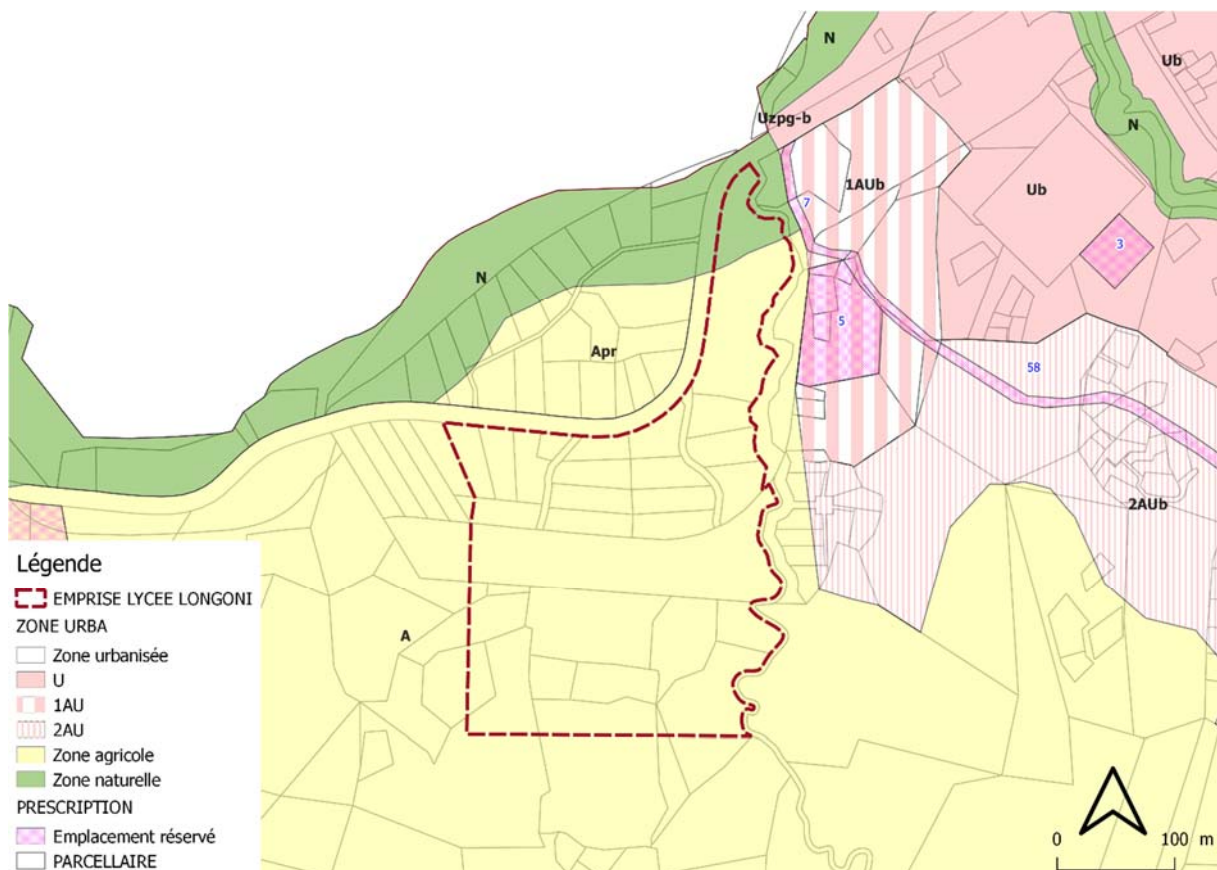 N
Ub
Uzpg-b
N
1AUb
Ub
7
3
N
5
Apr
58
2AUb
A
Légende
EMPRISE LYCEE LONGONI
ZONE URBA
Zone urbanisée
U
1AU
2AU
Zone agricole
Zone naturelle
PRESCRIPTION
Emplacement réservé
PARCELLAIRE
0 100 m